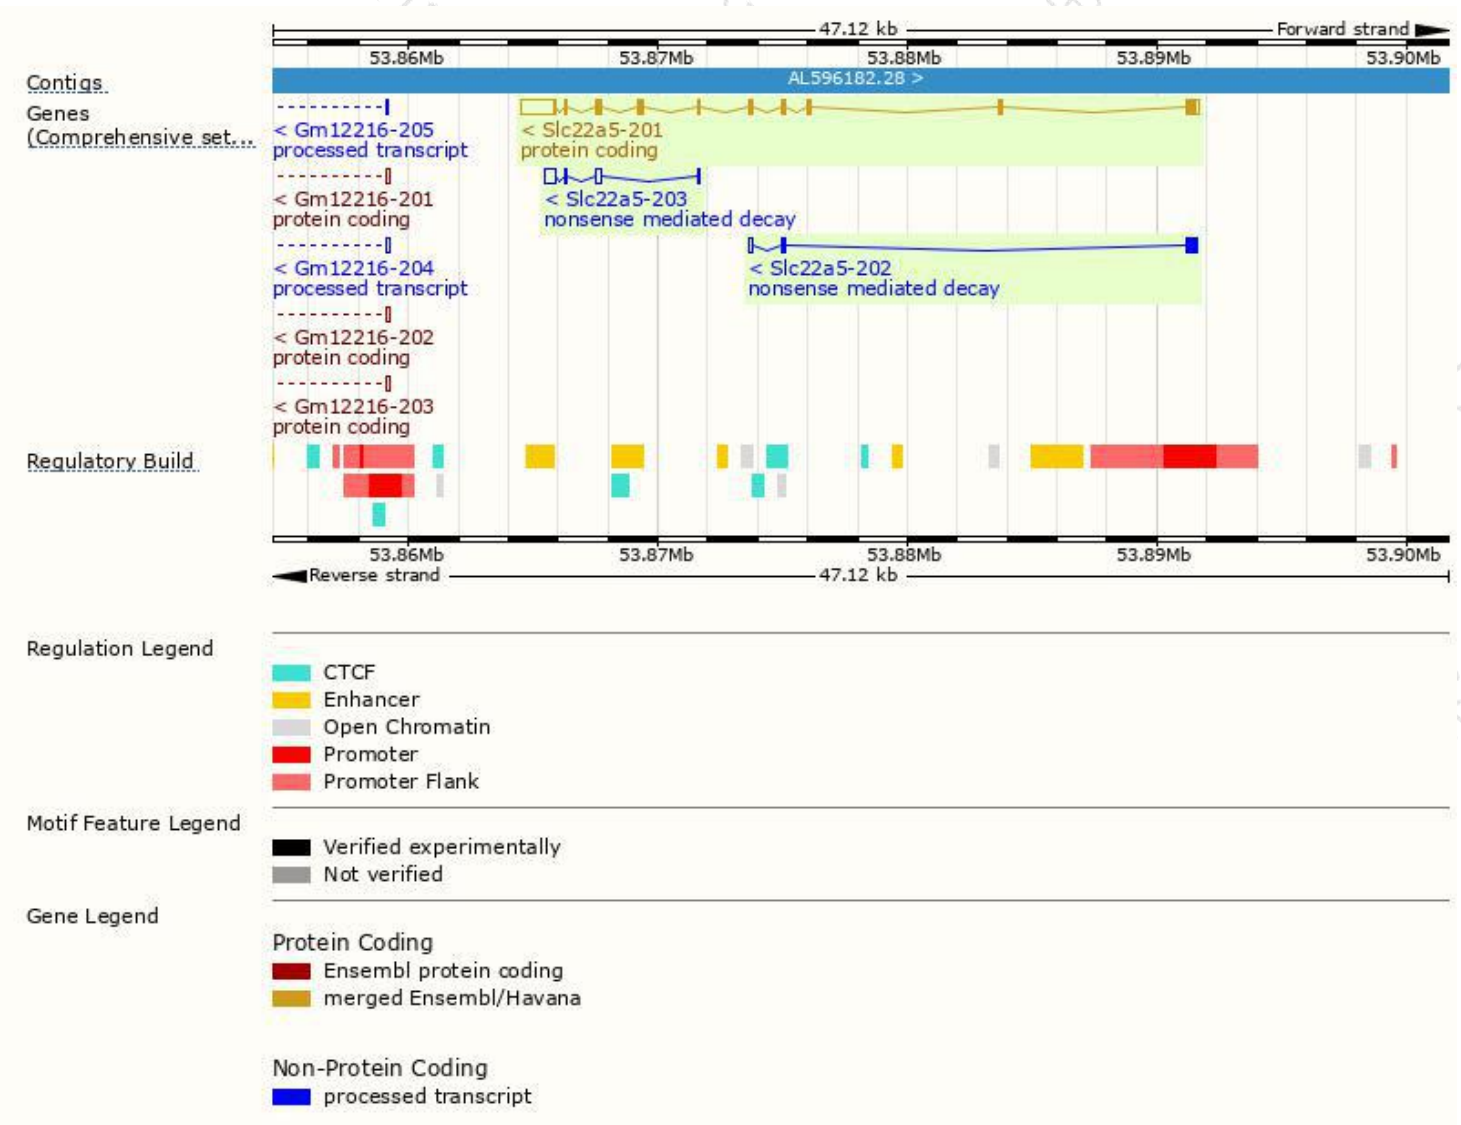 47.12 kb Forward strand
53.86Mb 53.87Mb 53.88Mb 53.89Mb 53.90Mb
Contigs AL596182.28 >
Genes
(Comprehensive set...
< Gm12216-205 < Slc22a5-201
processed transcript protein coding
< Gm12216-201 < Slc22a5-203
protein coding nonsense mediated decay
< Gm12216-204 < Slc22a5-202
processed transcript nonsense mediated decay
< Gm12216-202
protein coding
< Gm12216-203
protein coding
Regulatory Build
53.86Mb 53.87Mb 53.88Mb 53.89Mb 53.90Mb
Reverse strand 47.12 kb
Regulation Legend
CTCF
Enhancer
Open Chromatin
Promoter
Promoter Flank
Motif Feature Legend
Verified experimentally
Not verified
Gene Legend
Protein Coding
Ensembl protein coding
merged Ensembl/Havana
Non-Protein Coding
processed transcript